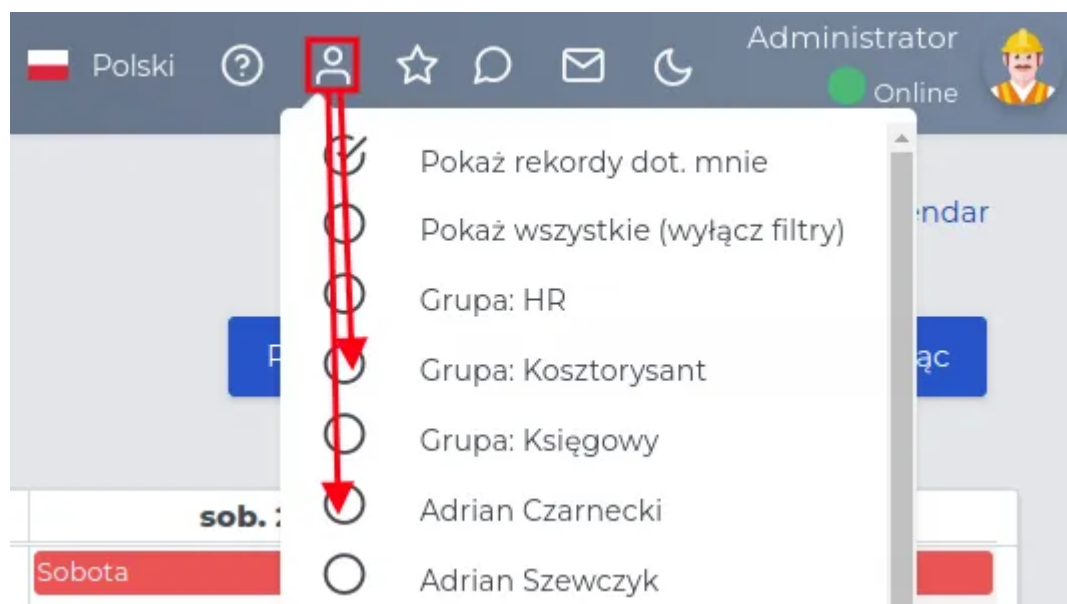 Polski
Administrator
Online
Pokaż rekordy dot. mnie
Pokaż wszystkie (wyłącz filtry)
Grupa: HR
Grupa: Kosztorysant
Grupa: Księgowy
sob.
Adrian Czarnecki
Sobota
Adrian Szewczyk